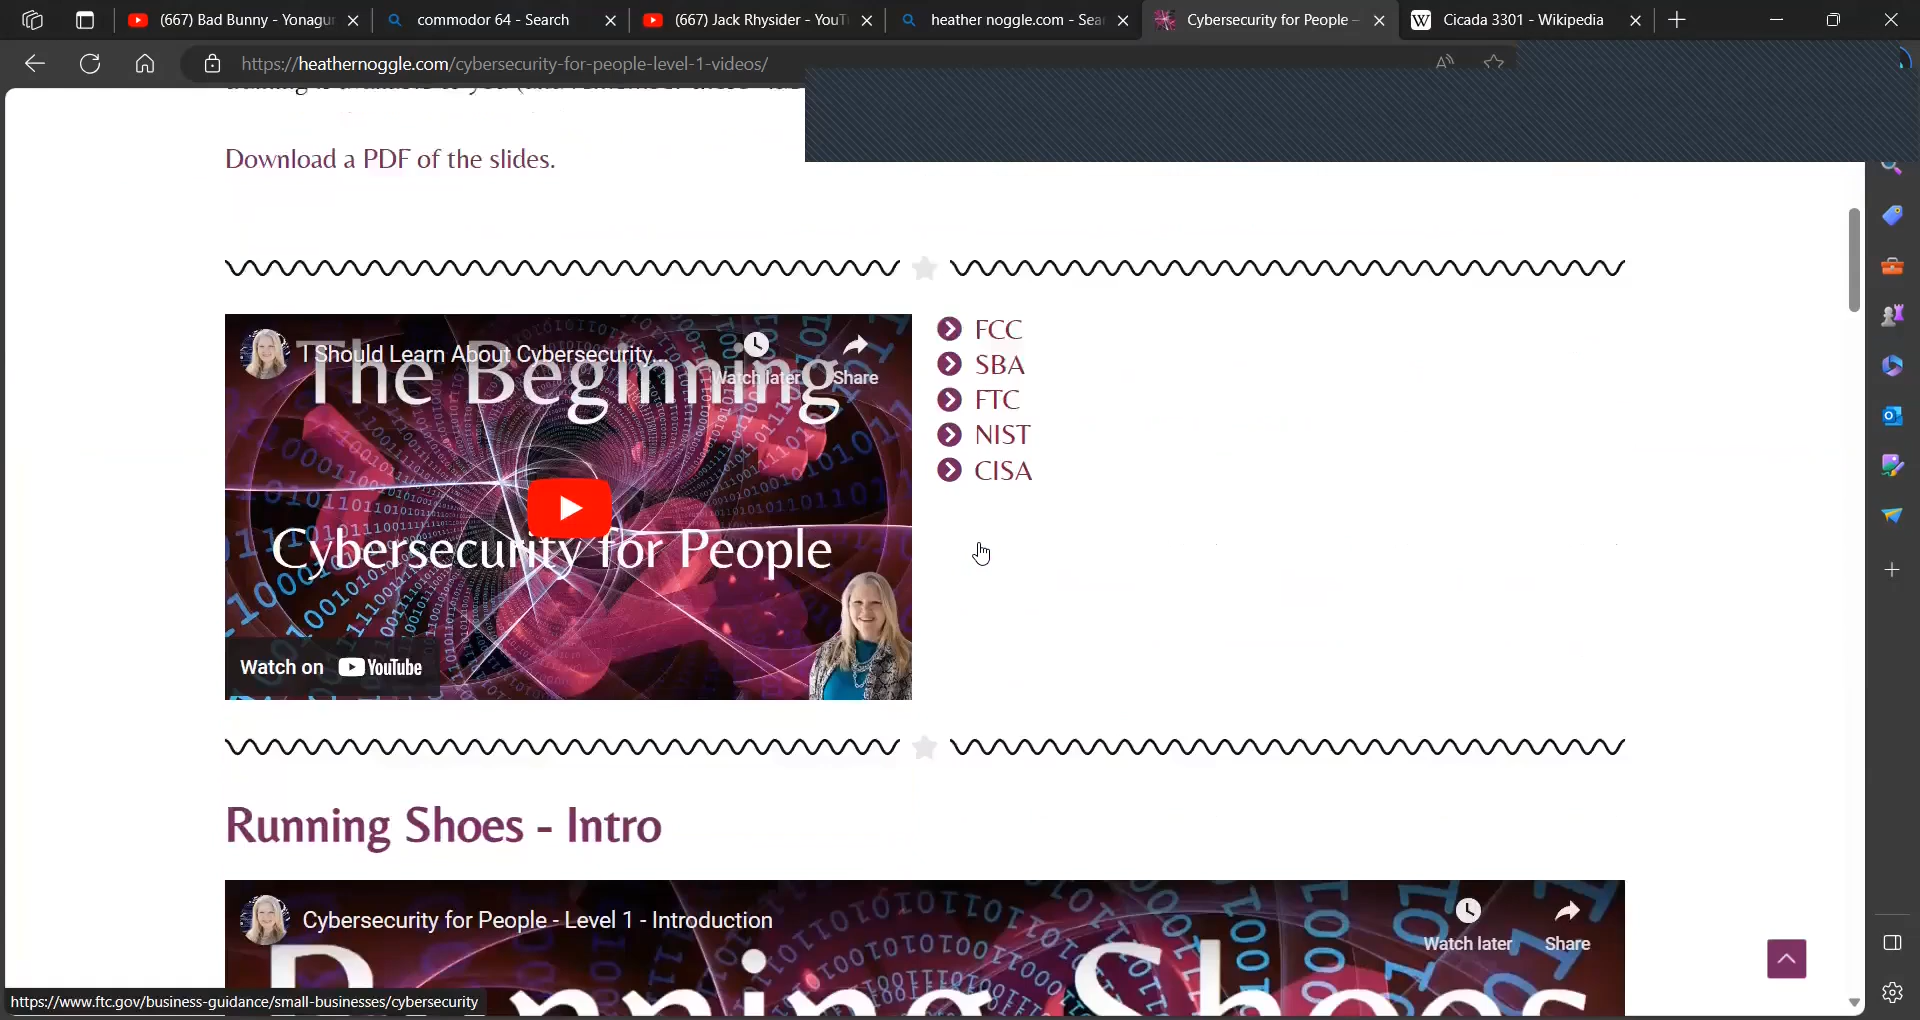 (667) Bad Bunny - Yonagu
commodor 64 - Search
(667) Jack Rhysider - YouT
heather noggle.com - Sea
Cybersecurity for People -
Cicada 3301 - Wikipedia
https://heathernoggle.com/cybersecurity-for-people-level-1-videos/
Download a PDF of the slides.
I Should Learn About Cybersecurity...
Watch later
Share
The Beginning
Cybersecurity for People
Watch on YouTube
FCC
SBA
FTC
NIST
CISA
Running Shoes - Intro
Cybersecurity for People - Level 1 - Introduction
Watch later
Share
Running Shoes
https://www.ftc.gov/business-guidance/small-businesses/cybersecurity